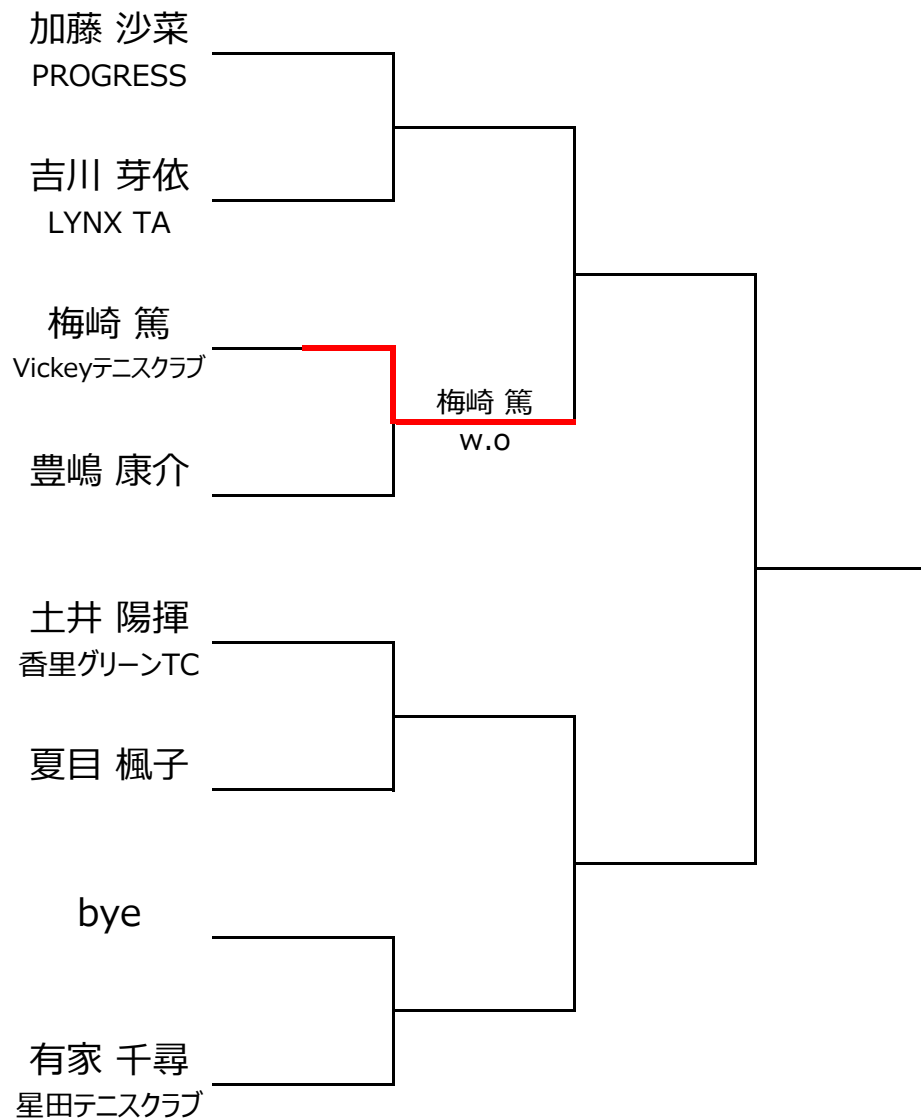 加藤 沙菜
PROGRESS
吉川 芽依
LYNX TA
梅崎 篤
Vickeyテニスクラブ
梅崎 篤
w.o
豊嶋 康介
土井 陽揮
香里グリーンTC
夏目 楓子
bye
有家 千尋
星田テニスクラブ